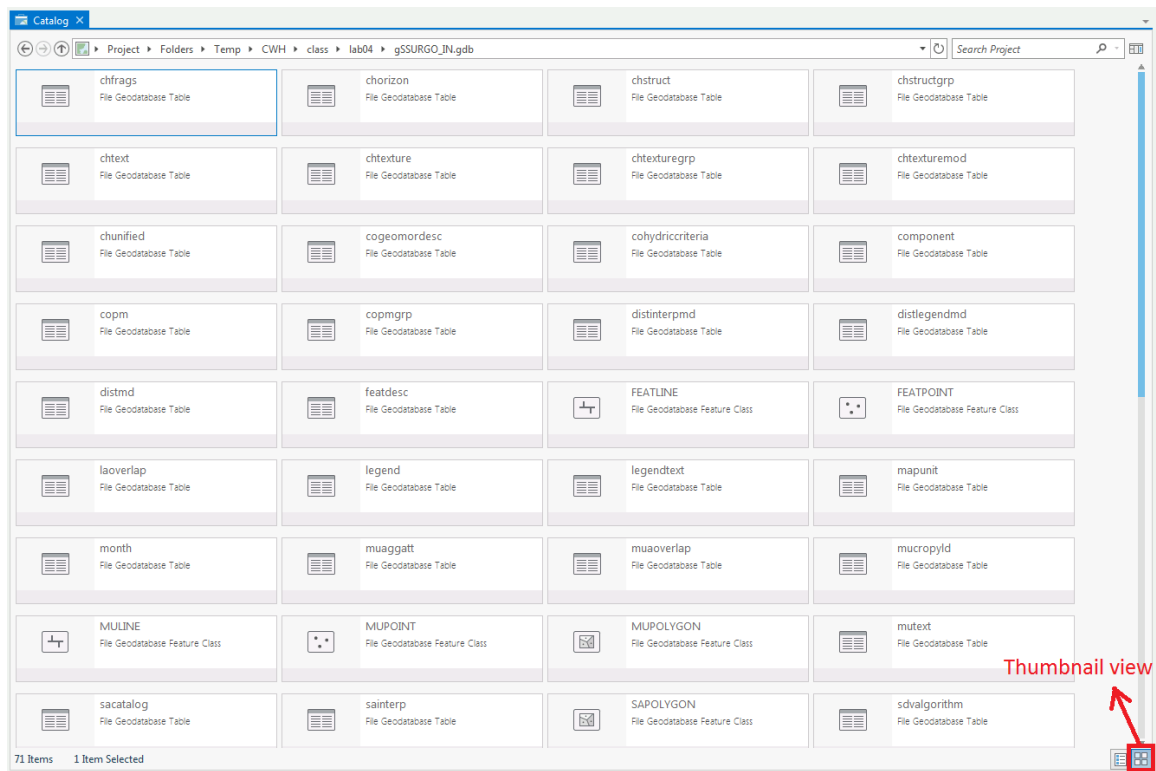 Catalog
Project Folders Temp CWH class lab04 gSSURGO_IN.gdb Search Project
chfrags chorizon chstruct chstructgrp
File Geodatabase Table File Geodatabase Table File Geodatabase Table File Geodatabase Table
chtext chtexture chtexturegrp chtexturemod
File Geodatabase Table File Geodatabase Table File Geodatabase Table File Geodatabase Table
chunified cogeomordesc cohydriccriteria component
File Geodatabase Table File Geodatabase Table File Geodatabase Table File Geodatabase Table
copm copmgrp distinterpmd distlegendmd
File Geodatabase Table File Geodatabase Table File Geodatabase Table File Geodatabase Table
distmd featdesc FEATLINE FEATPOINT
File Geodatabase Table File Geodatabase Table File Geodatabase Feature Class File Geodatabase Feature Class
laoverlap legend legendtext mapunit
File Geodatabase Table File Geodatabase Table File Geodatabase Table File Geodatabase Table
month muaggatt muaoverlap mucropyld
File Geodatabase Table File Geodatabase Table File Geodatabase Table File Geodatabase Table
MULINE MUPOINT MUPOLYGON mutext
File Geodatabase Feature Class File Geodatabase Feature Class File Geodatabase Feature Class File Geodatabase Table
Thumbnail view
sacatalog sainterp SAPOLYGON sdvalgorithm
File Geodatabase Table File Geodatabase Table File Geodatabase Feature Class File Geodatabase Table
71 Items 1 Item Selected